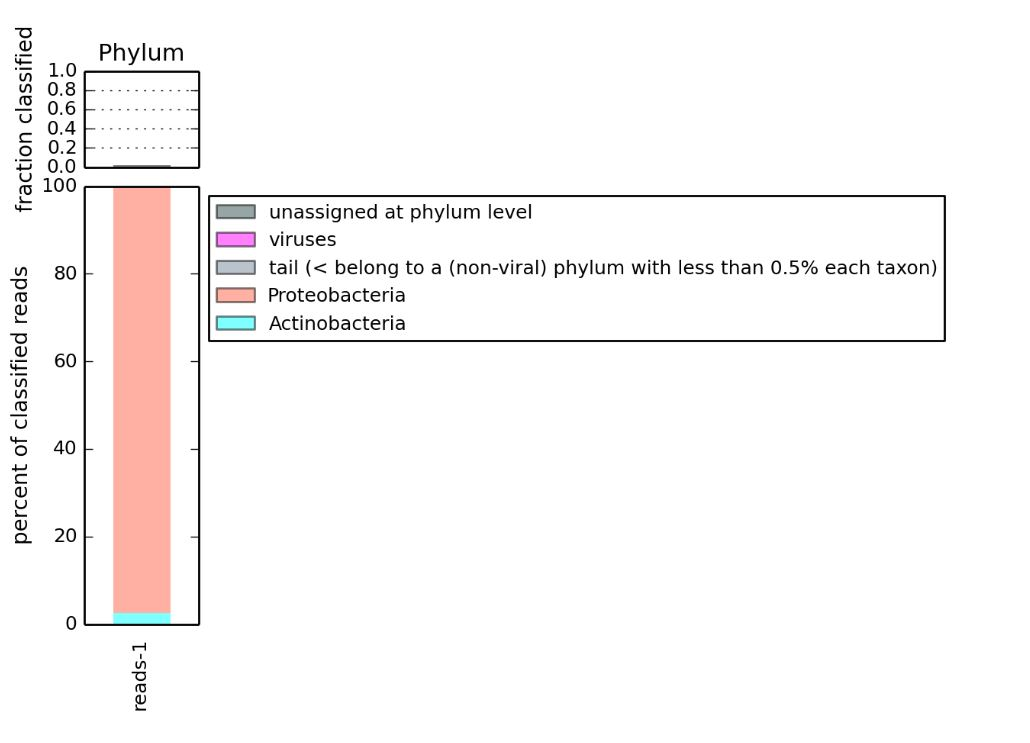 Phylum
fraction classified
1.0
0.8
0.6
0.4
0.2
0.0
percent of classified reads
100
80
60
40
20
0
reads-1
unassigned at phylum level
viruses
tail (< belong to a (non-viral) phylum with less than 0.5% each taxon)
Proteobacteria
Actinobacteria